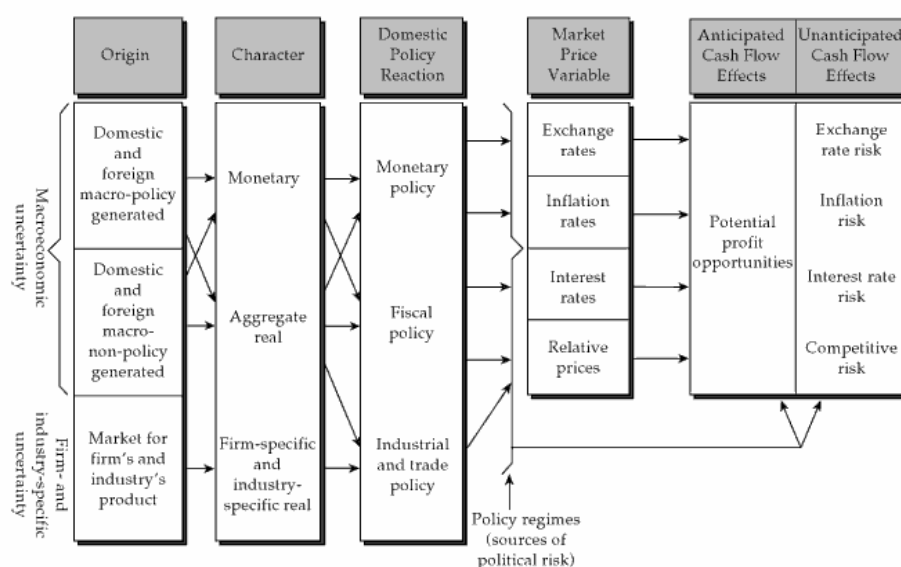 Origin
Character
Domestic
Policy
Reaction
Market
Price
Variable
Anticipated
Cash Flow
Effects
Unanticipated
Cash Flow
Effects
Macroeconomic
uncertainty
Firm- and
industry-specific
uncertainty
Domestic
and
foreign
macro-policy
generated
Domestic
and
foreign
macro-
non-policy
generated
Market for
firm's and
industry's
product
Monetary
Aggregate
real
Firm-specific
and
industry-
specific real
Monetary
policy
Fiscal
policy
Industrial
and trade
policy
Policy regimes
(sources of
political risk)
Exchange
rates
Inflation
rates
Interest
rates
Relative
prices
Potential
profit
opportunities
Exchange
rate risk
Inflation
risk
Interest rate
risk
Competitive
risk